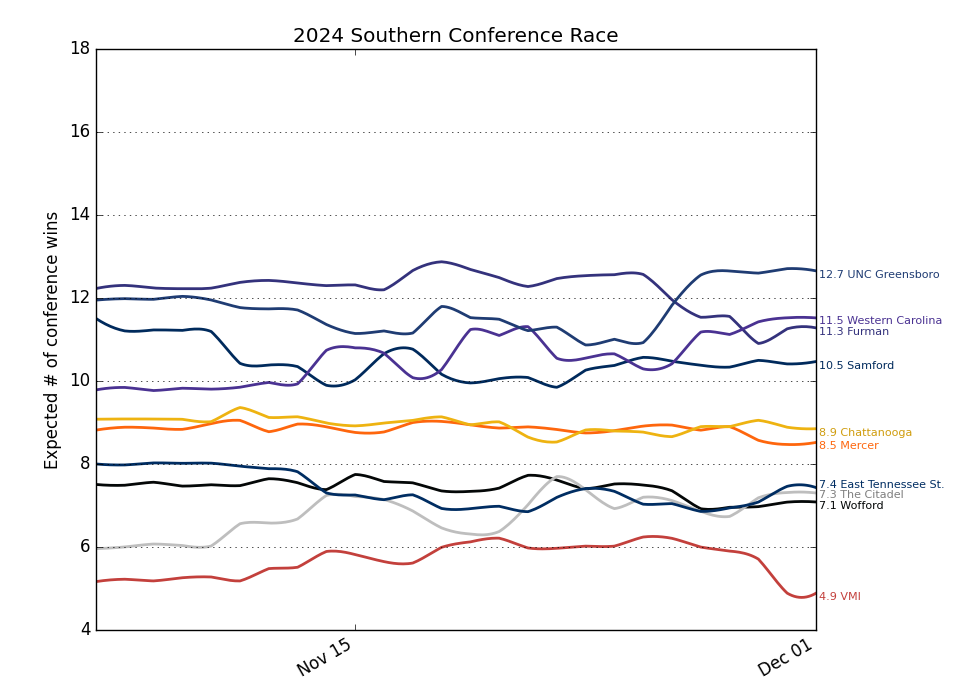 2024 Southern Conference Race
Expected # of conference wins
18
16
14
12
10
8
6
4
Nov 15
Dec 01
12.7 UNC Greensboro
11.5 Western Carolina
11.3 Furman
10.5 Samford
8.9 Chattanooga
8.5 Mercer
7.4 East Tennessee St.
7.3 The Citadel
7.1 Wofford
4.9 VMI